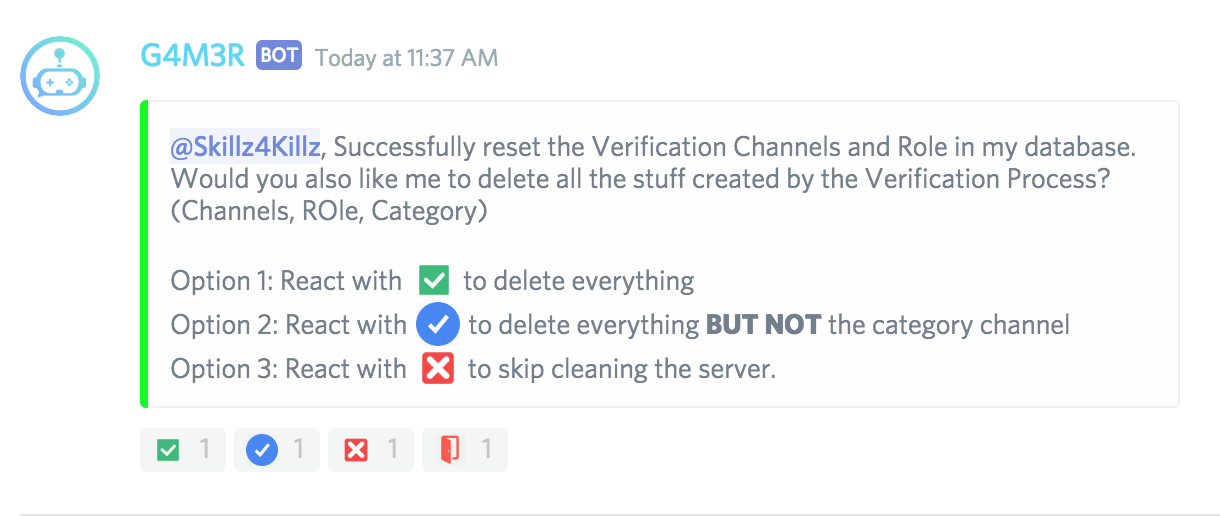 G4M3R BOT Today at 11:37 AM
@Skillz4Killz, Successfully reset the Verification Channels and Role in my database.
Would you also like me to delete all the stuff created by the Verification Process?
(Channels, ROle, Category)
Option 1: React with ✅ to delete everything
Option 2: React with ✓ to delete everything BUT NOT the category channel
Option 3: React with ❎ to skip cleaning the server.
1 1 1 1